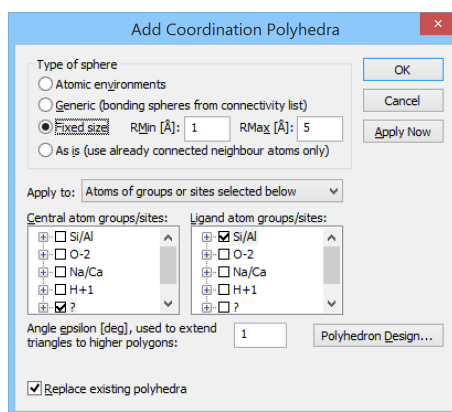 Add Coordination Polyhedra
Type of sphere
Atomic environments
Generic (bonding spheres from connectivity list)
Fixed size RMin [Å]: 1 RMax [Å]: 5
As is (use already connected neighbour atoms only)
OK
Cancel
Apply Now
Apply to: Atoms of groups or sites selected below
Central atom groups/sites: Ligand atom groups/sites:
Si/Al Si/Al
O-2 O-2
Na/Ca Na/Ca
H+1 H+1
? ?
Angle epsilon [deg], used to extend
triangles to higher polygons: 1 Polyhedron Design...
Replace existing polyhedra